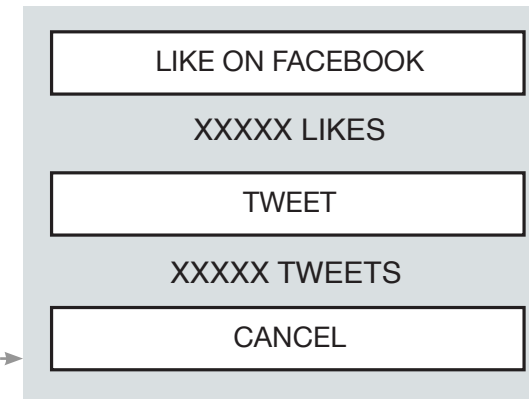 LIKE ON FACEBOOK
XXXXX LIKES
TWEET
XXXXX TWEETS
CANCEL